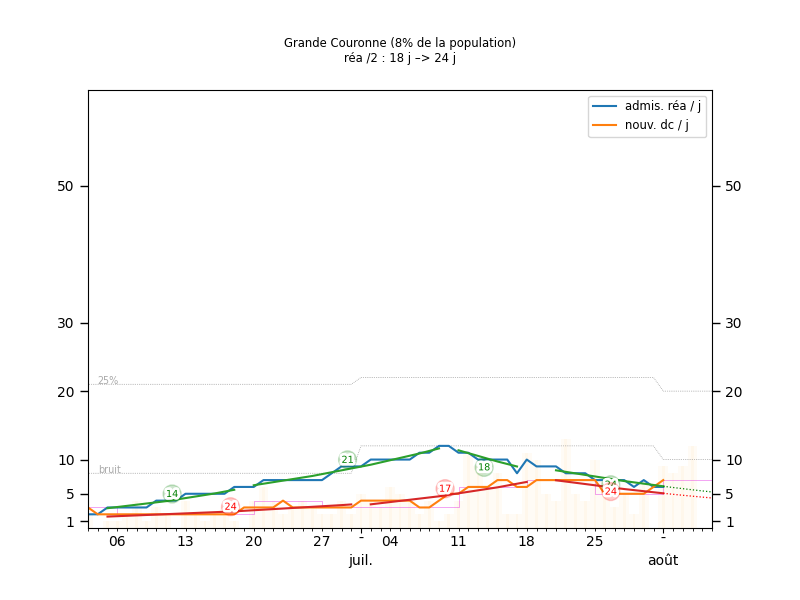 Grande Couronne (8% de la population)
réa /2 : 18 j –> 24 j
admis. réa / j
nouv. dc / j
50 50
30 30
25%
20 20
bruit
10 10
5 5
1 1
21
18
14
17
24
24
24
06 13 20 27 - 04 11 18 25 -
juil. août